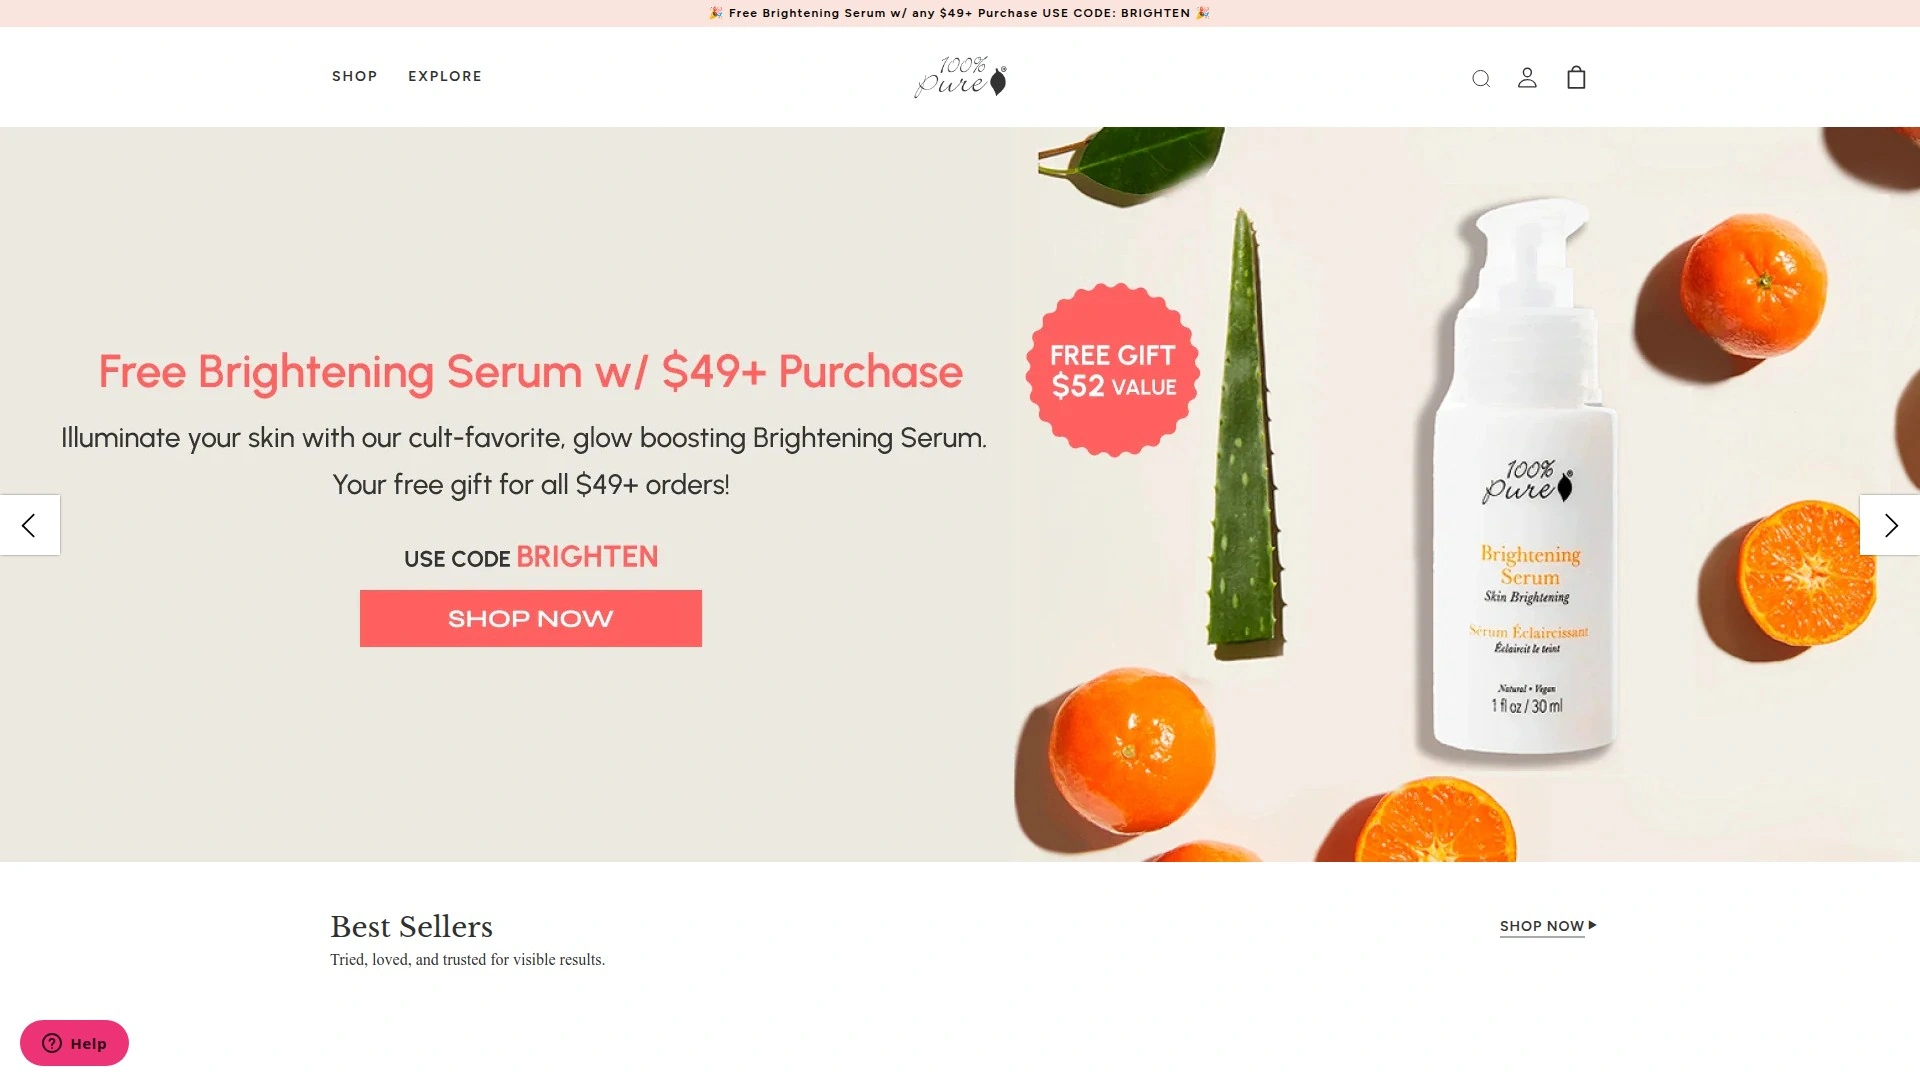 🎉 Free Brightening Serum w/ any $49+ Purchase USE CODE: BRIGHTEN 🎉
SHOP EXPLORE
100%
pure®
Free Brightening Serum w/ $49+ Purchase
Illuminate your skin with our cult-favorite, glow boosting Brightening Serum.
Your free gift for all $49+ orders!
USE CODE BRIGHTEN
SHOP NOW
FREE GIFT
$52 VALUE
100%
pure®
Brightening
Serum
Skin Brightening
Sérum Éclaircissant
Éclaircit le teint
Natural • Vegan
1 fl oz / 30 ml
Best Sellers
SHOP NOW
Tried, loved, and trusted for visible results.
Help